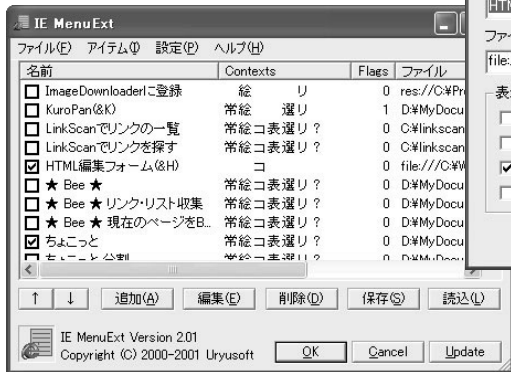 IE MenuExt
ファイル(F) アイテム(I) 設定(P) ヘルプ(H)
名前 Contexts Flags ファイル
ImageDownloaderに登録 絵 リ 0 res://C:¥Pr
KuroPan(&K) 常絵 選リ 1 D:¥MyDocu
LinkScanでリンクの一覧 常絵コ表選リ? 0 C:¥linkscan
LinkScanでリンクを探す 常絵コ表選リ? 0 C:¥linkscan
HTML編集フォーム(&H) コ 0 file:///C:¥W
★ Bee ★ 常絵コ表選リ? 0 D:¥MyDocu
★ Bee ★ リンク・リスト収集 常絵コ表選リ? 0 D:¥MyDocu
★ Bee ★ 現在のページをB... 常絵コ表選リ? 0 D:¥MyDocu
ちょこっと 常絵コ表選リ? 0 D:¥MyDocu
↑ ↓ 追加(A) 編集(E) 削除(D) 保存(S) 読込(L)
IE MenuExt Version 2.01
Copyright (C) 2000-2001 Uryusoft
OK Cancel Update
HTM
ファイ
file:
表